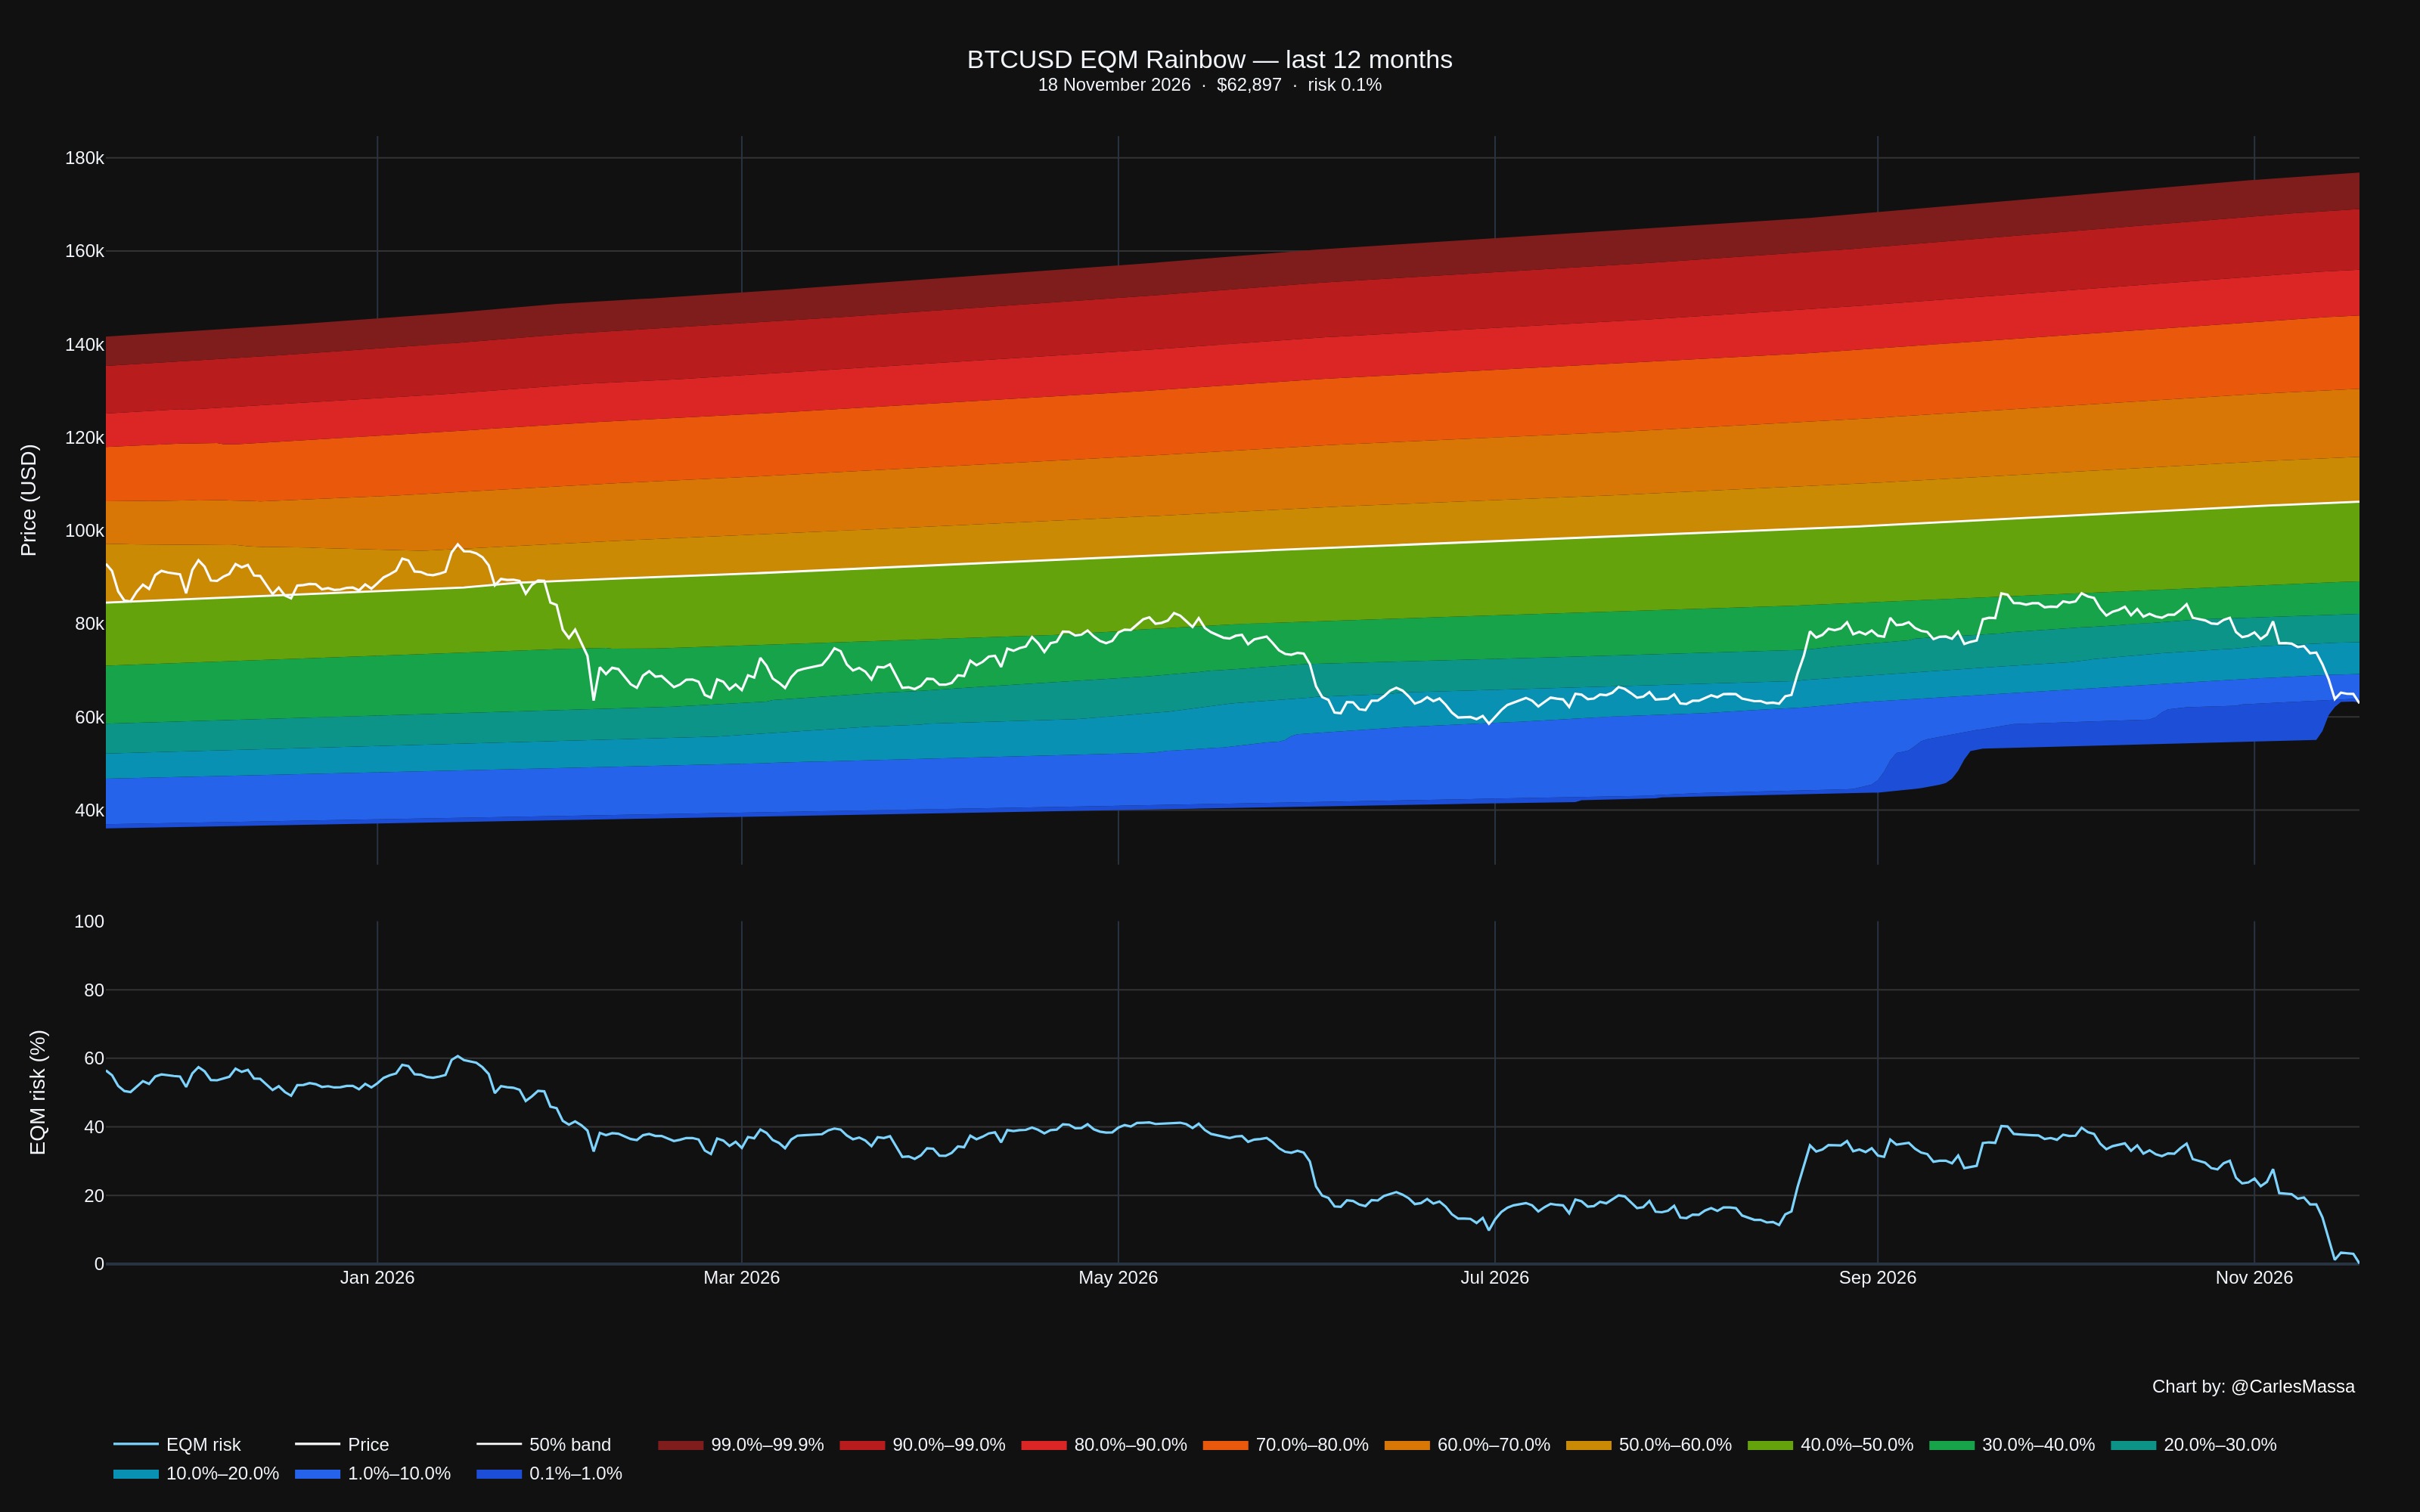 BTCUSD EQM Rainbow — last 12 months
18 November 2026 · $62,897 · risk 0.1%
Price (USD)
180k
160k
140k
120k
100k
80k
60k
40k
EQM risk (%)
100
80
60
40
20
0
Jan 2026 Mar 2026 May 2026 Jul 2026 Sep 2026 Nov 2026
Chart by: @CarlesMassa
EQM risk Price 50% band 99.0%–99.9% 90.0%–99.0% 80.0%–90.0% 70.0%–80.0% 60.0%–70.0% 50.0%–60.0% 40.0%–50.0% 30.0%–40.0% 20.0%–30.0%
10.0%–20.0% 1.0%–10.0% 0.1%–1.0%